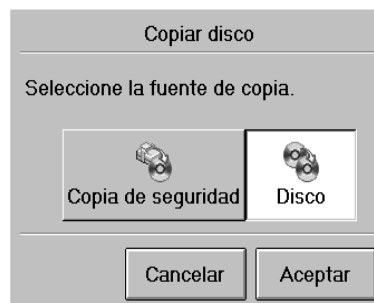 Copiar disco
Seleccione la fuente de copia.
Copia de seguridad
Disco
Cancelar
Aceptar